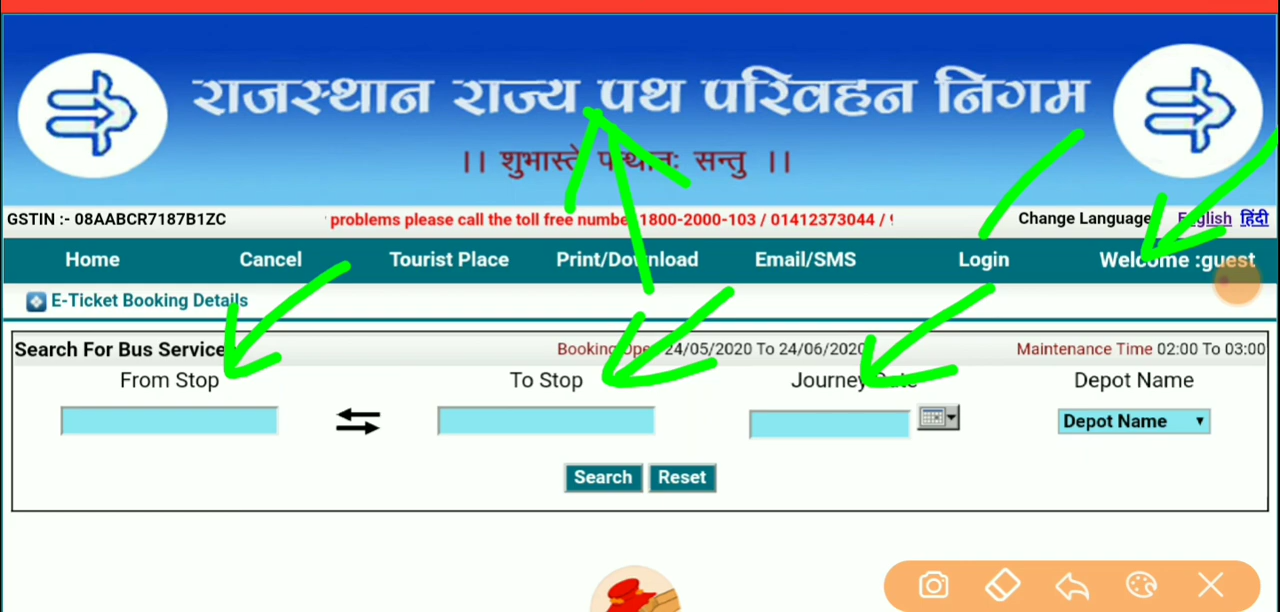 राजस्थान राज्य पथ परिवहन निगम
।। शुभास्ते पन्थानः सन्तु ।।
GSTIN :- 08AABCR7187B1ZC problems please call the toll free number 1800-2000-103 / 01412373044 / Change Language English हिंदी
Home Cancel Tourist Place Print/Download Email/SMS Login Welcome :guest
E-Ticket Booking Details
Search For Bus Service Booking Open 24/05/2020 To 24/06/2020 Maintenance Time 02:00 To 03:00
From Stop To Stop Journey Date Depot Name
Depot Name
Search Reset